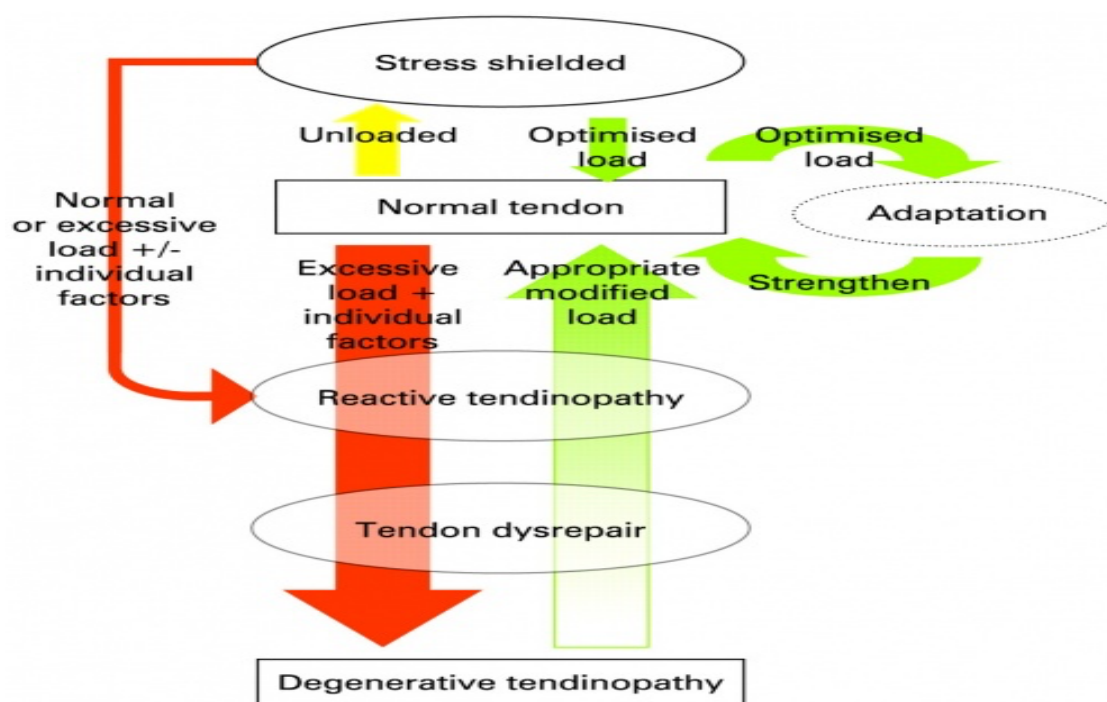 Stress shielded
Unloaded
Optimised
load
Optimised
load
Normal tendon
Adaptation
Strengthen
Normal
or excessive
load +/-
individual
factors
Excessive
load +
individual
factors
Appropriate
modified
load
Reactive tendinopathy
Tendon dysrepair
Degenerative tendinopathy